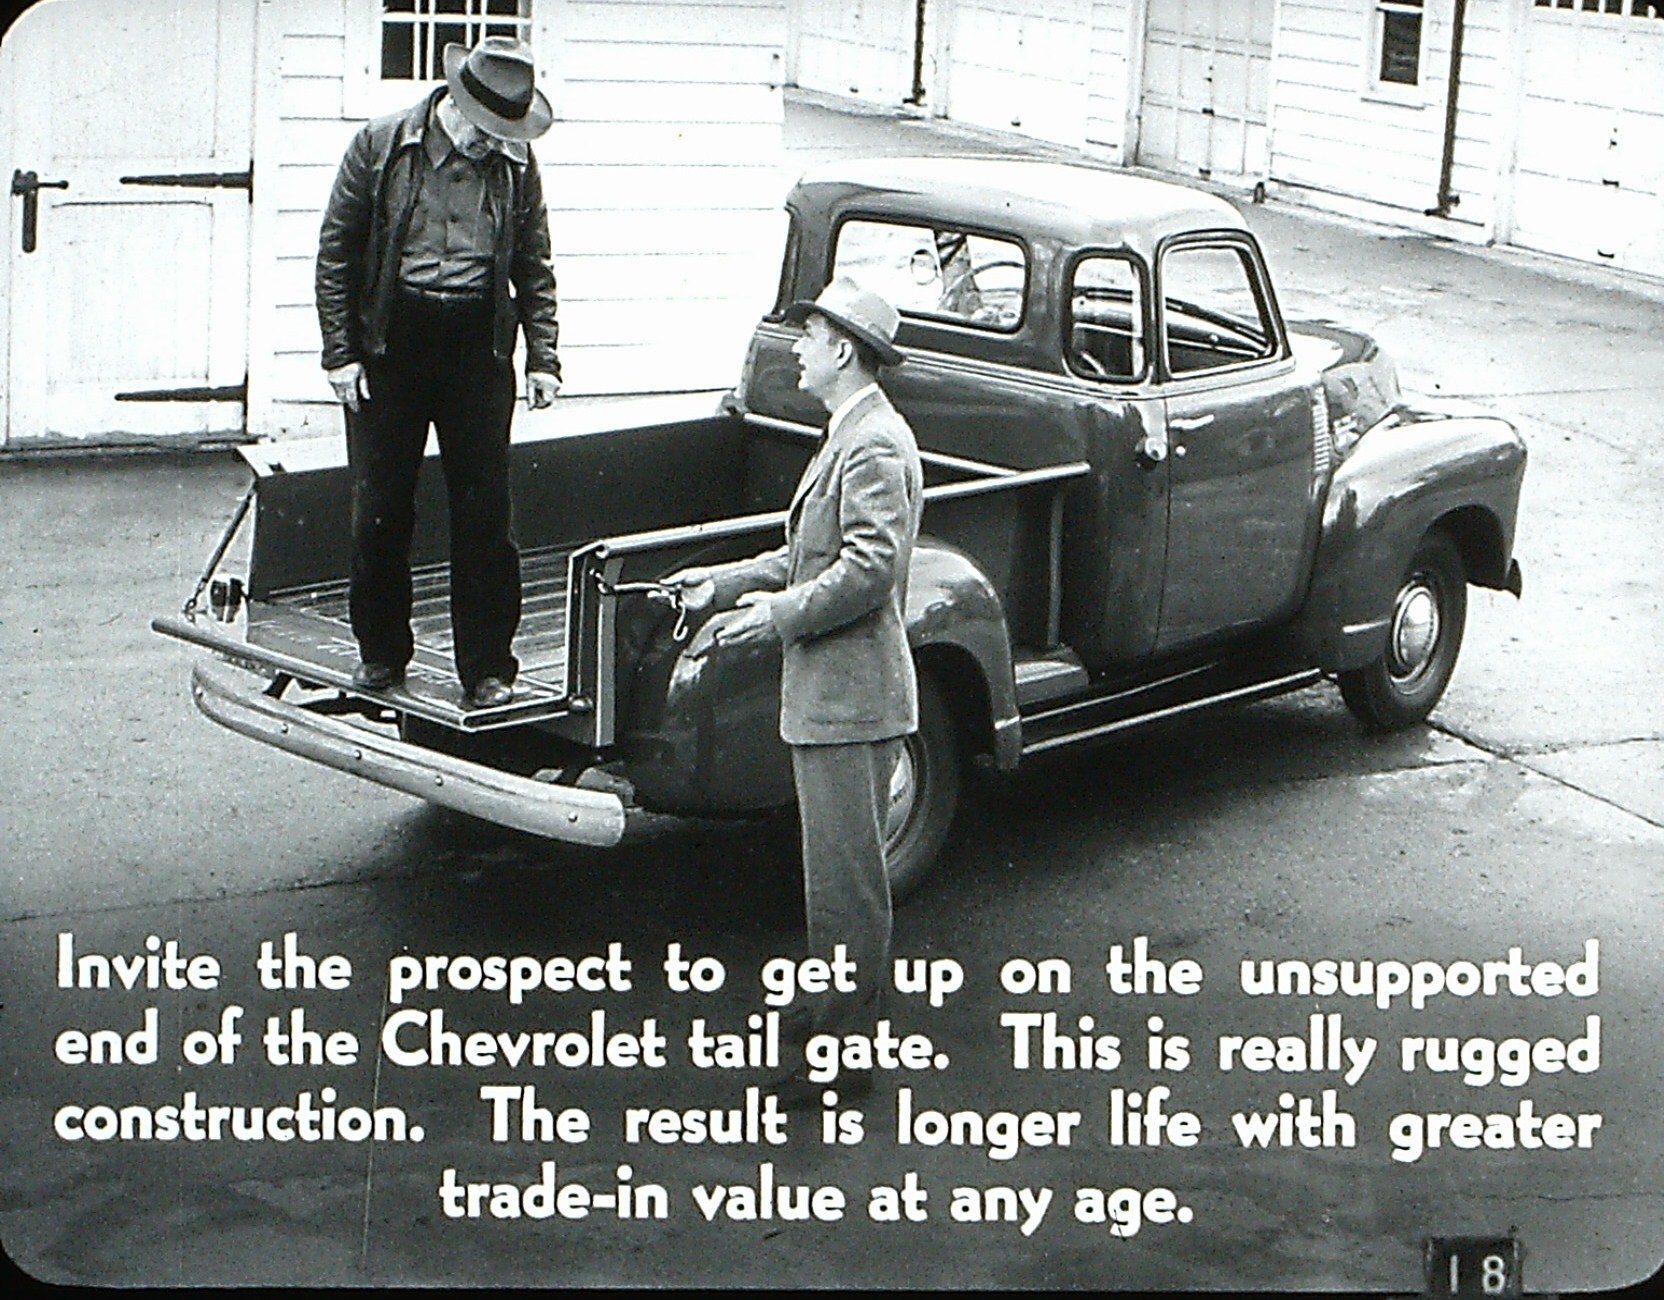 Invite the prospect to get up on the unsupported
end of the Chevrolet tail gate. This is really rugged
construction. The result is longer life with greater
trade-in value at any age.
18